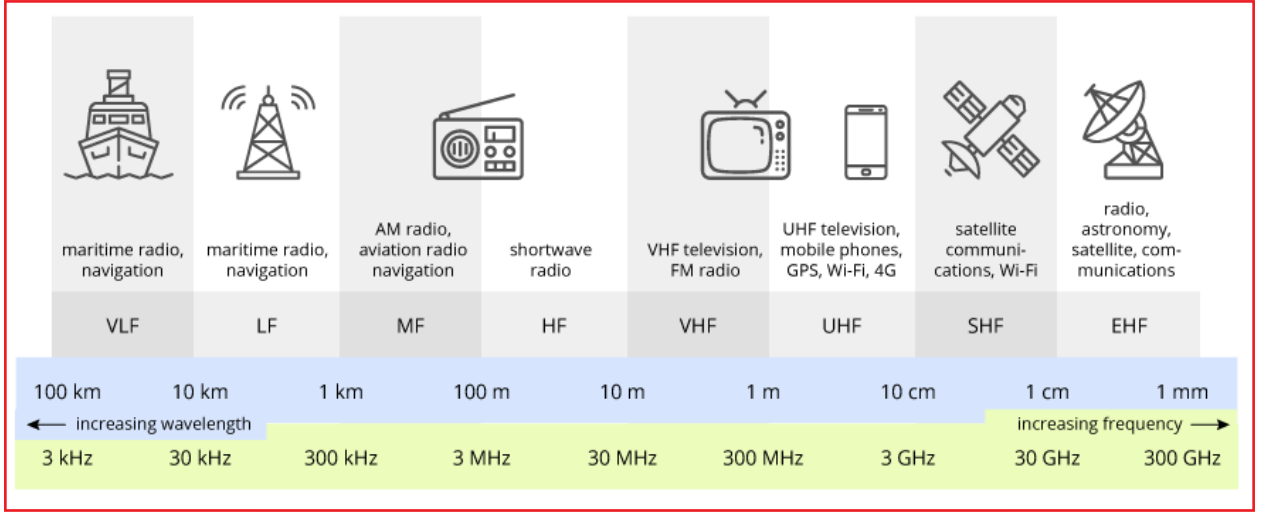 maritime radio,
navigation
maritime radio,
navigation
AM radio,
aviation radio
navigation
shortwave
radio
VHF television,
FM radio
UHF television,
mobile phones,
GPS, Wi-Fi, 4G
satellite
communi-
cations, Wi-Fi
radio,
astronomy,
satellite, com-
munications
VLF LF MF HF VHF UHF SHF EHF
100 km 10 km 1 km 100 m 10 m 1 m 10 cm 1 cm 1 mm
increasing wavelength increasing frequency
3 kHz 30 kHz 300 kHz 3 MHz 30 MHz 300 MHz 3 GHz 30 GHz 300 GHz